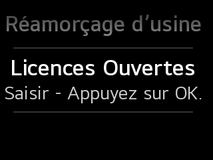 Réamorçage d’usine
Licences Ouvertes
Saisir - Appuyez sur OK.